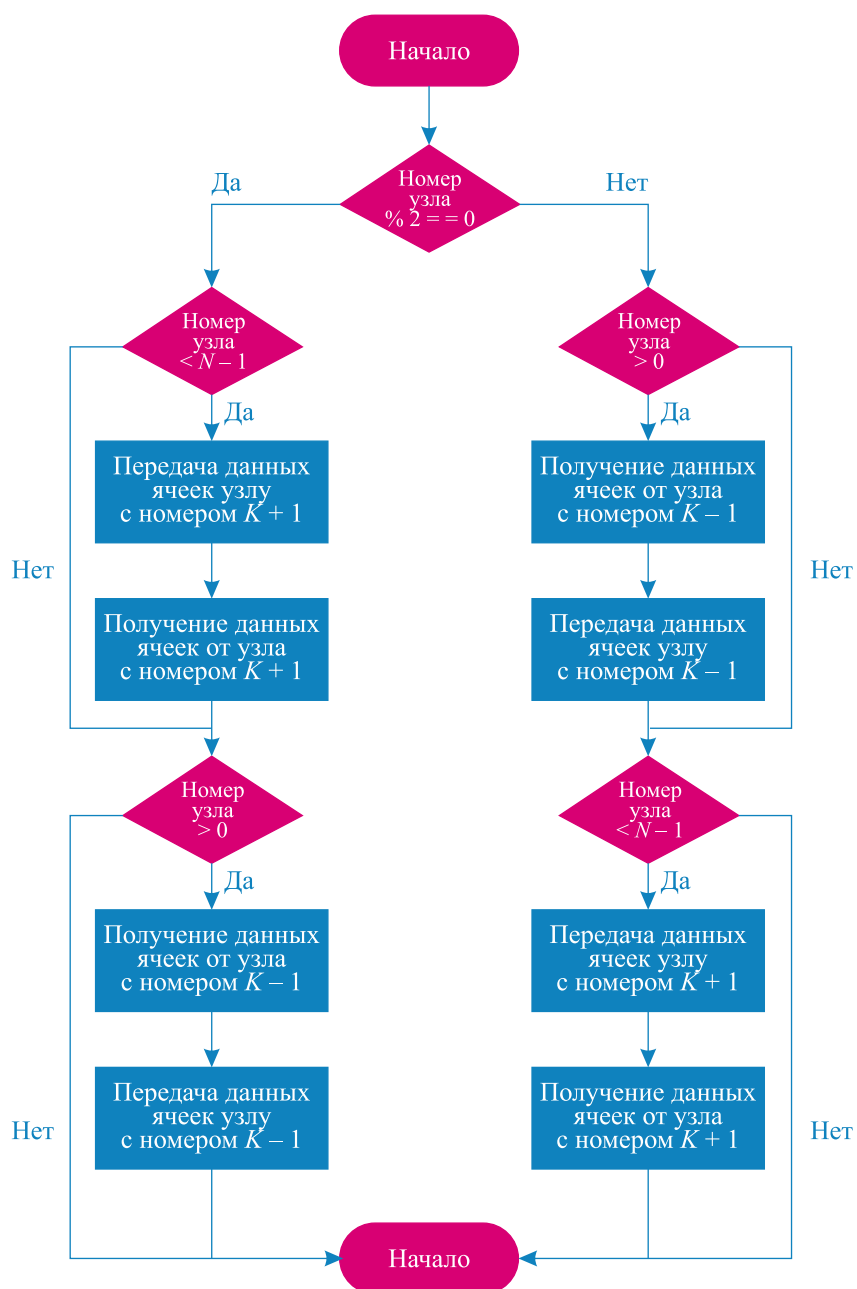 Начало
Номер
узла
% 2 = = 0
Да
Нет
Номер
узла
< N – 1
Номер
узла
> 0
Да
Да
Передача данных
ячеек узлу
с номером K + 1
Получение данных
ячеек от узла
с номером K – 1
Нет
Нет
Получение данных
ячеек от узла
с номером K + 1
Передача данных
ячеек узлу
с номером K – 1
Номер
узла
> 0
Номер
узла
< N – 1
Да
Да
Получение данных
ячеек от узла
с номером K – 1
Передача данных
ячеек узлу
с номером K + 1
Нет
Нет
Передача данных
ячеек узлу
с номером K – 1
Получение данных
ячеек от узла
с номером K + 1
Начало